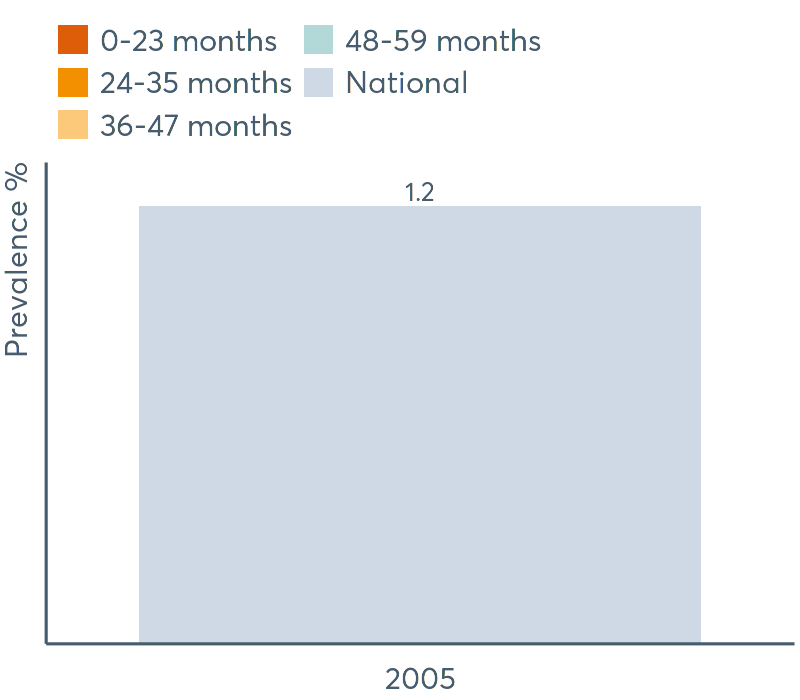 0-23 months
48-59 months
24-35 months
National
36-47 months
Prevalence %
1.2
2005